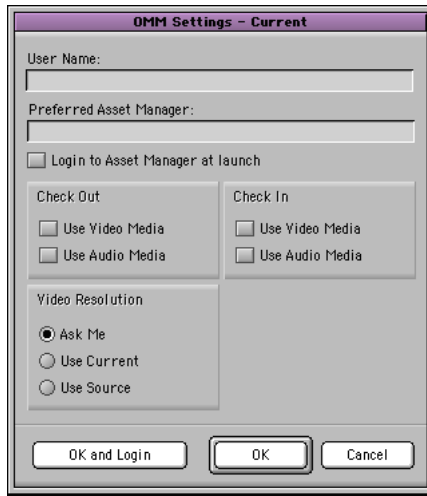 OMM Settings – Current
User Name:
Preferred Asset Manager:
Login to Asset Manager at launch
Check Out
Use Video Media
Use Audio Media
Check In
Use Video Media
Use Audio Media
Video Resolution
Ask Me
Use Current
Use Source
OK and Login
OK
Cancel